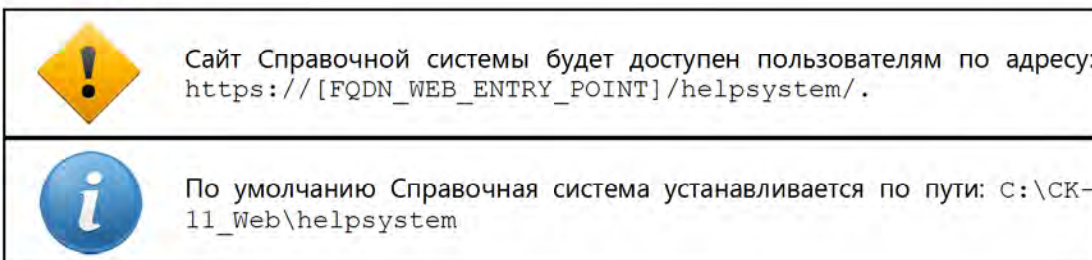 Сайт Справочной системы будет доступен пользователям по адресу:
https://[FQDN_WEB_ENTRY_POINT]/helpsystem/.
По умолчанию Справочная система устанавливается по пути: C:\CK-
11_Web\helpsystem